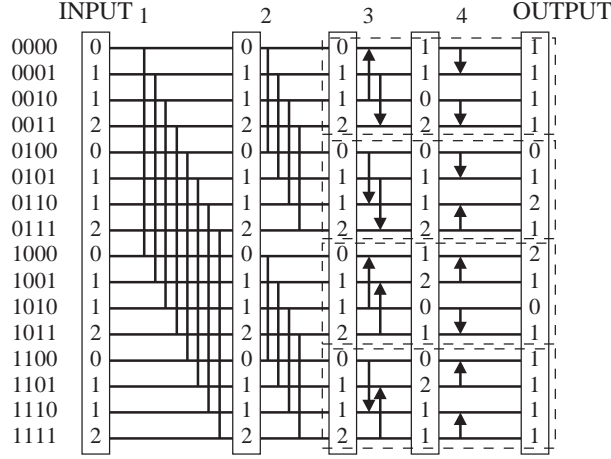 INPUT 1 2 3 4 OUTPUT
0000 0 0 0 1 1
0001 1 1 1 1 1
0010 1 1 1 0 1
0011 2 2 2 2 1
0100 0 0 0 0 0
0101 1 1 1 1 1
0110 1 1 1 1 2
0111 2 2 2 2 1
1000 0 0 0 1 2
1001 1 1 1 2 1
1010 1 1 1 0 0
1011 2 2 2 1 1
1100 0 0 0 0 1
1101 1 1 1 2 1
1110 1 1 1 1 1
1111 2 2 2 1 1